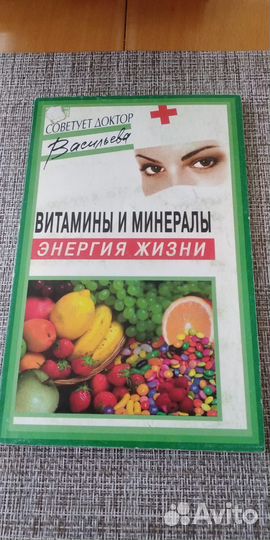 СОВЕТУЕТ ДОКТОР
Васильева
ВИТАМИНЫ И МИНЕРАЛЫ
ЭНЕРГИЯ ЖИЗНИ
Avito